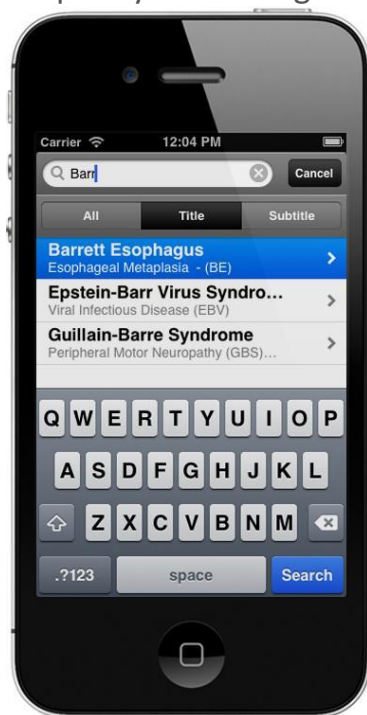 Carrier 12:04 PM
Barr Cancel
All Title Subtitle
Barrett Esophagus
Esophageal Metaplasia - (BE)
Epstein-Barr Virus Syndro...
Viral Infectious Disease (EBV)
Guillain-Barre Syndrome
Peripheral Motor Neuropathy (GBS)...
Q W E R T Y U I O P
A S D F G H J K L
Z X C V B N M
.?123 space Search